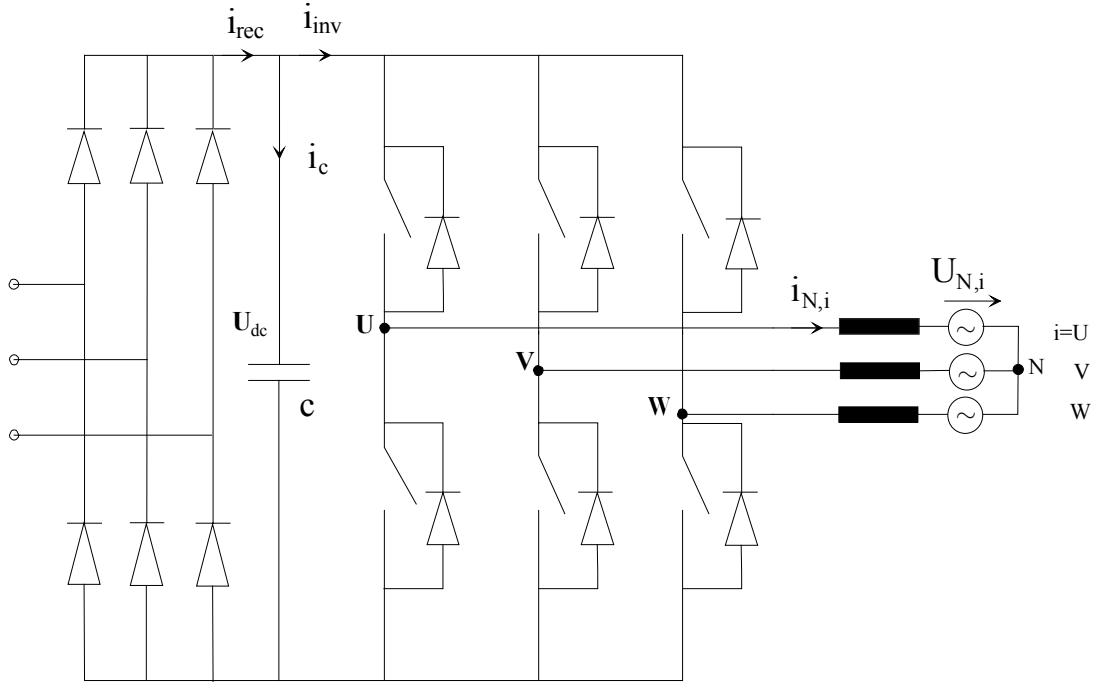 i_rec
i_inv
i_c
U_dc
c
U
V
W
i_N,i
U_N,i
i=U
N
V
W